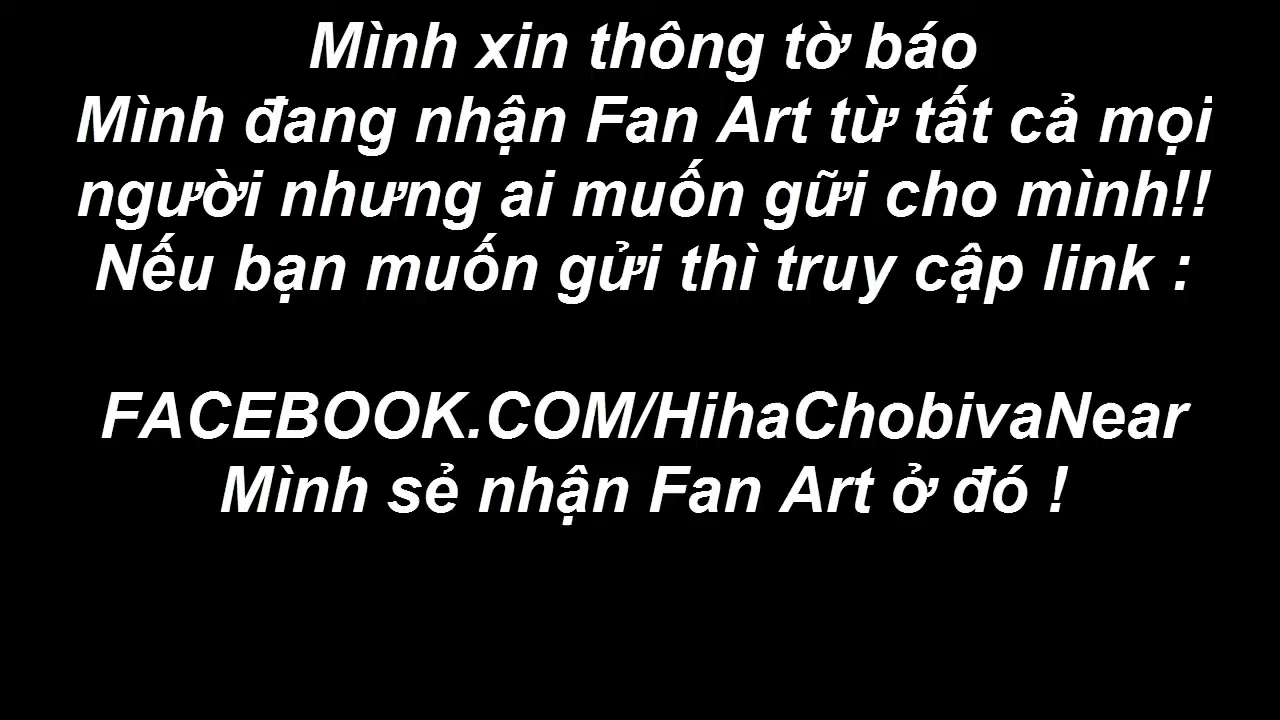 Mình xin thông tờ báo
Mình đang nhận Fan Art từ tất cả mọi
người nhưng ai muốn gữi cho mình!!
Nếu bạn muốn gửi thì truy cập link :
FACEBOOK.COM/HihaChobivaNear
Mình sẻ nhận Fan Art ở đó !